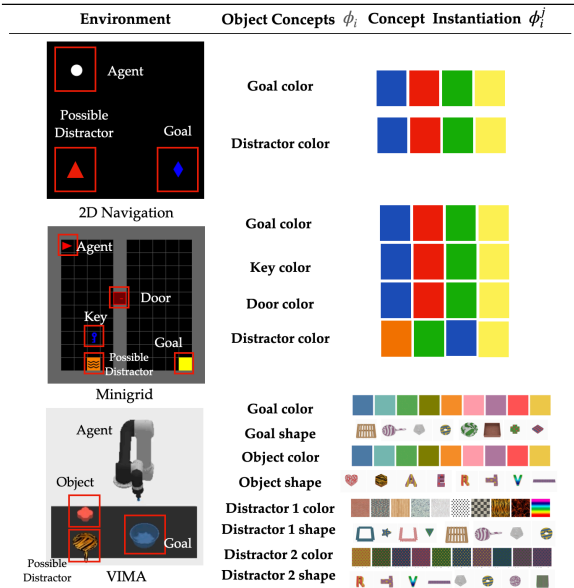 Environment Object Concepts ϕᵢ Concept Instantiation ϕᵢʲ
Agent
Possible
Distractor
Goal
2D Navigation
Goal color
Distractor color
Agent
Door
Key
Possible
Distractor
Goal
Minigrid
Goal color
Key color
Door color
Distractor color
Agent
Object
Goal
Possible
Distractor
VIMA
Goal color
Goal shape
Object color
Object shape
A E R T V
Distractor 1 color
Distractor 1 shape
Distractor 2 color
Distractor 2 shape
R T V